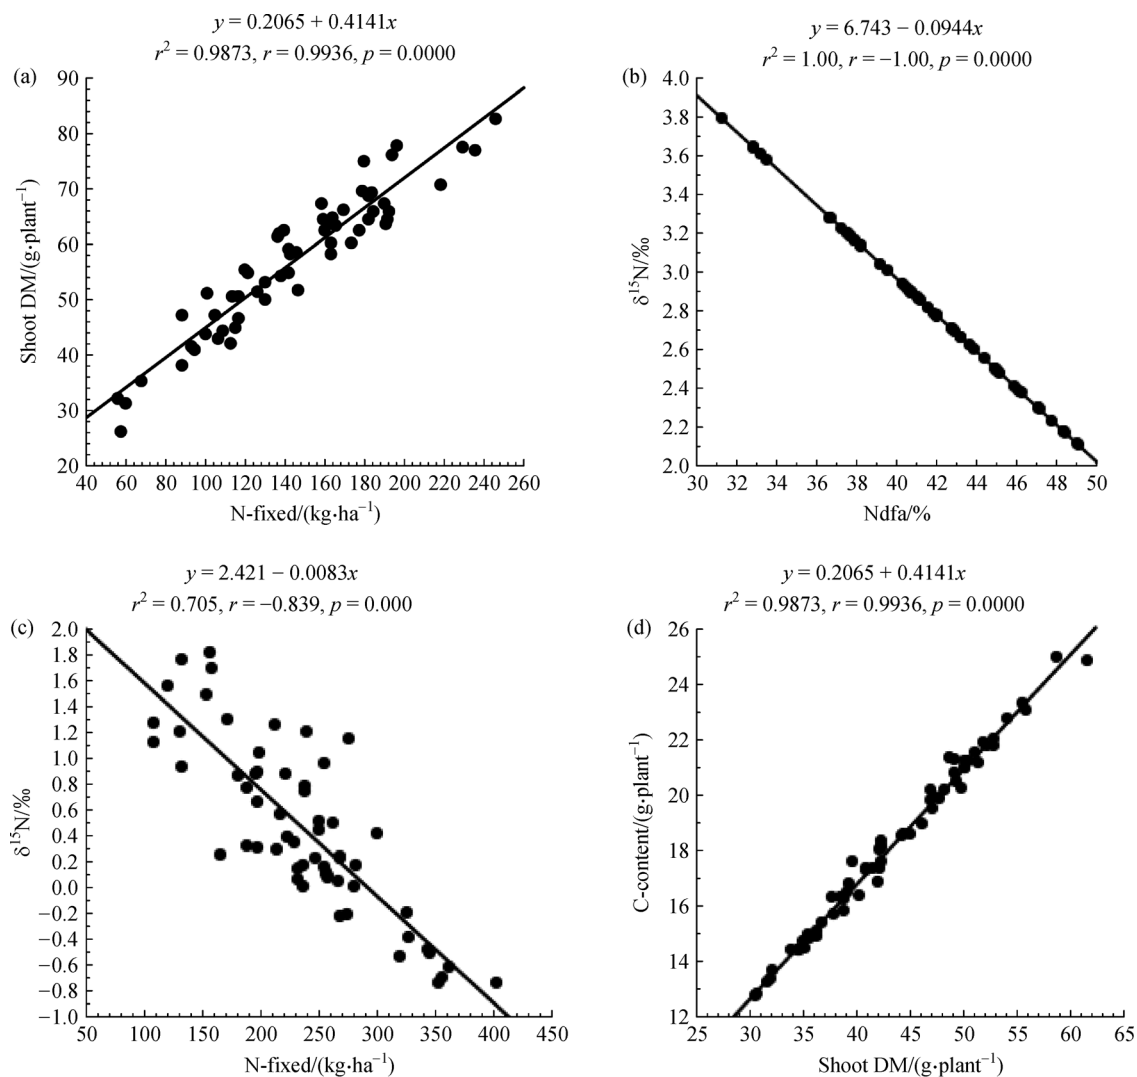 y = 0.2065 + 0.4141x
r² = 0.9873, r = 0.9936, p = 0.0000
(a)
90
80
70
60
50
40
30
20
Shoot DM/(g·plant⁻¹)
40 60 80 100 120 140 160 180 200 220 240 260
N-fixed/(kg·ha⁻¹)
y = 6.743 − 0.0944x
r² = 1.00, r = −1.00, p = 0.0000
(b)
4.0
3.8
3.6
3.4
3.2
3.0
2.8
2.6
2.4
2.2
2.0
δ¹⁵N/‰
30 32 34 36 38 40 42 44 46 48 50
Ndfa/%
y = 2.421 − 0.0083x
r² = 0.705, r = −0.839, p = 0.000
(c)
2.0
1.8
1.6
1.4
1.2
1.0
0.8
0.6
0.4
0.2
0.0
−0.2
−0.4
−0.6
−0.8
−1.0
δ¹⁵N/‰
50 100 150 200 250 300 350 400 450
N-fixed/(kg·ha⁻¹)
y = 0.2065 + 0.4141x
r² = 0.9873, r = 0.9936, p = 0.0000
(d)
26
24
22
20
18
16
14
12
C-content/(g·plant⁻¹)
25 30 35 40 45 50 55 60 65
Shoot DM/(g·plant⁻¹)